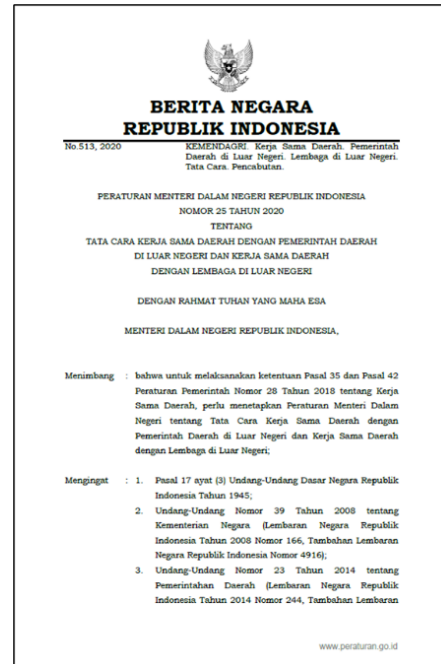 BERITA NEGARA
REPUBLIK INDONESIA
No.513, 2020 KEMENDAGRI. Kerja Sama Daerah. Pemerintah
Daerah di Luar Negeri. Lembaga di Luar Negeri.
Tata Cara. Pencabutan.
PERATURAN MENTERI DALAM NEGERI REPUBLIK INDONESIA
NOMOR 25 TAHUN 2020
TENTANG
TATA CARA KERJA SAMA DAERAH DENGAN PEMERINTAH DAERAH
DI LUAR NEGERI DAN KERJA SAMA DAERAH
DENGAN LEMBAGA DI LUAR NEGERI
DENGAN RAHMAT TUHAN YANG MAHA ESA
MENTERI DALAM NEGERI REPUBLIK INDONESIA,
Menimbang : bahwa untuk melaksanakan ketentuan Pasal 35 dan Pasal 42
Peraturan Pemerintah Nomor 28 Tahun 2018 tentang Kerja
Sama Daerah, perlu menetapkan Peraturan Menteri Dalam
Negeri tentang Tata Cara Kerja Sama Daerah dengan
Pemerintah Daerah di Luar Negeri dan Kerja Sama Daerah
dengan Lembaga di Luar Negeri;
Mengingat : 1. Pasal 17 ayat (3) Undang-Undang Dasar Negara Republik
Indonesia Tahun 1945;
2. Undang-Undang Nomor 39 Tahun 2008 tentang
Kementerian Negara (Lembaran Negara Republik
Indonesia Tahun 2008 Nomor 166, Tambahan Lembaran
Negara Republik Indonesia Nomor 4916);
3. Undang-Undang Nomor 23 Tahun 2014 tentang
Pemerintahan Daerah (Lembaran Negara Republik
Indonesia Tahun 2014 Nomor 244, Tambahan Lembaran
www.peraturan.go.id